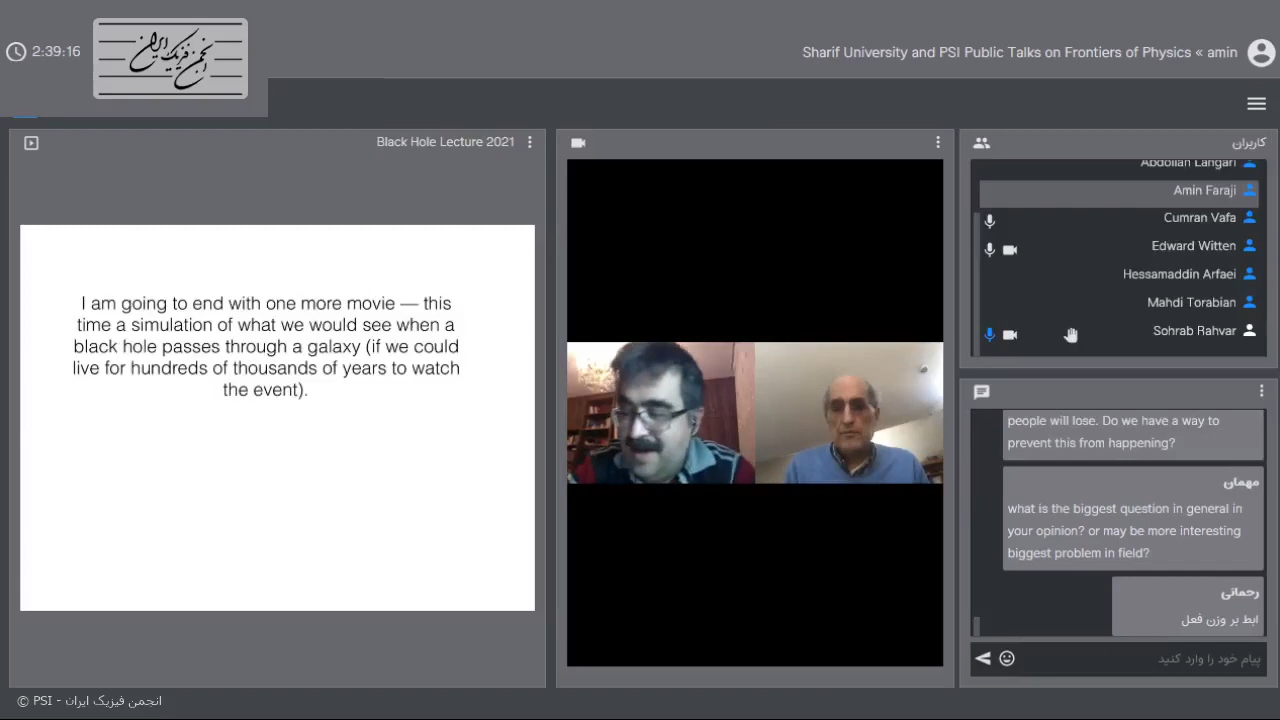 2:39:16
انجمن فیزیک ایران
Sharif University and PSI Public Talks on Frontiers of Physics « amin
Black Hole Lecture 2021
I am going to end with one more movie — this
time a simulation of what we would see when a
black hole passes through a galaxy (if we could
live for hundreds of thousands of years to watch
the event).
کاربران
Abdollah Langari
Amin Faraji
Cumran Vafa
Edward Witten
Hessamaddin Arfaei
Mahdi Torabian
Sohrab Rahvar
people will lose. Do we have a way to
prevent this from happening?
مهمان
what is the biggest question in general in
your opinion? or may be more interesting
biggest problem in field?
رحمانی
ابط بر وزن فعل
پیام خود را وارد کنید
© PSI - انجمن فیزیک ایران